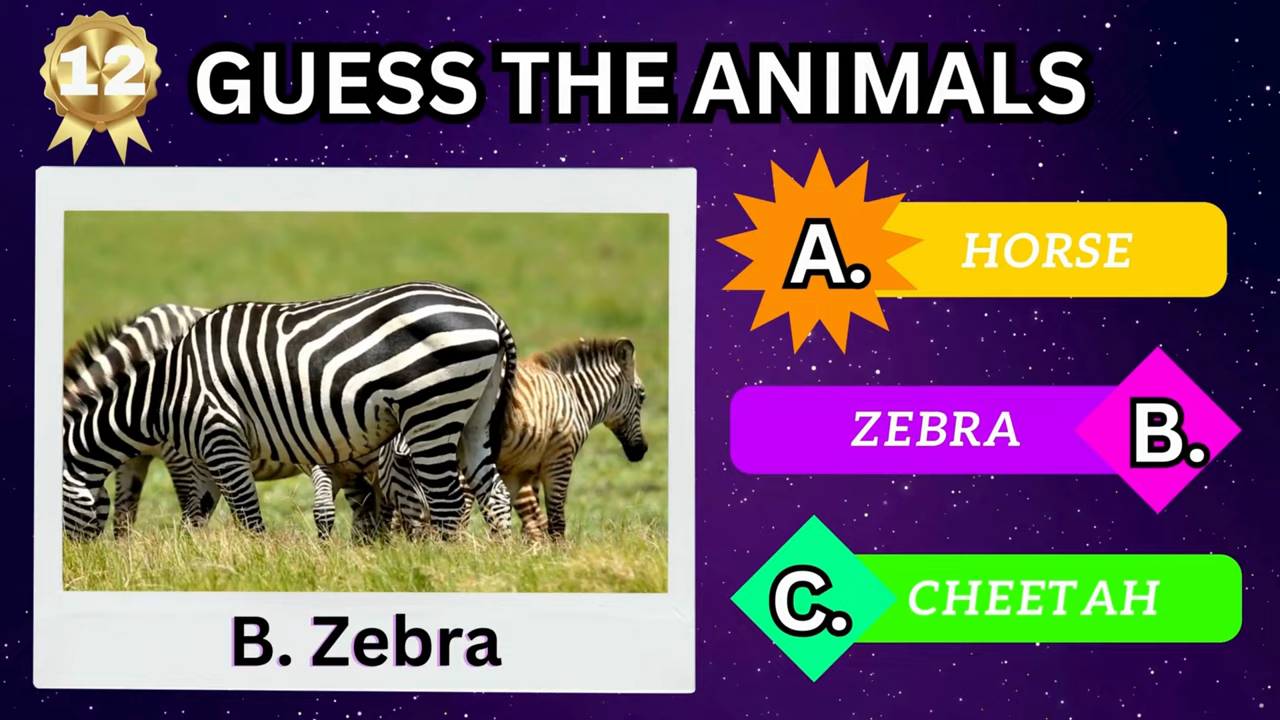 12
GUESS THE ANIMALS
A. HORSE
ZEBRA B.
C. CHEETAH
B. Zebra